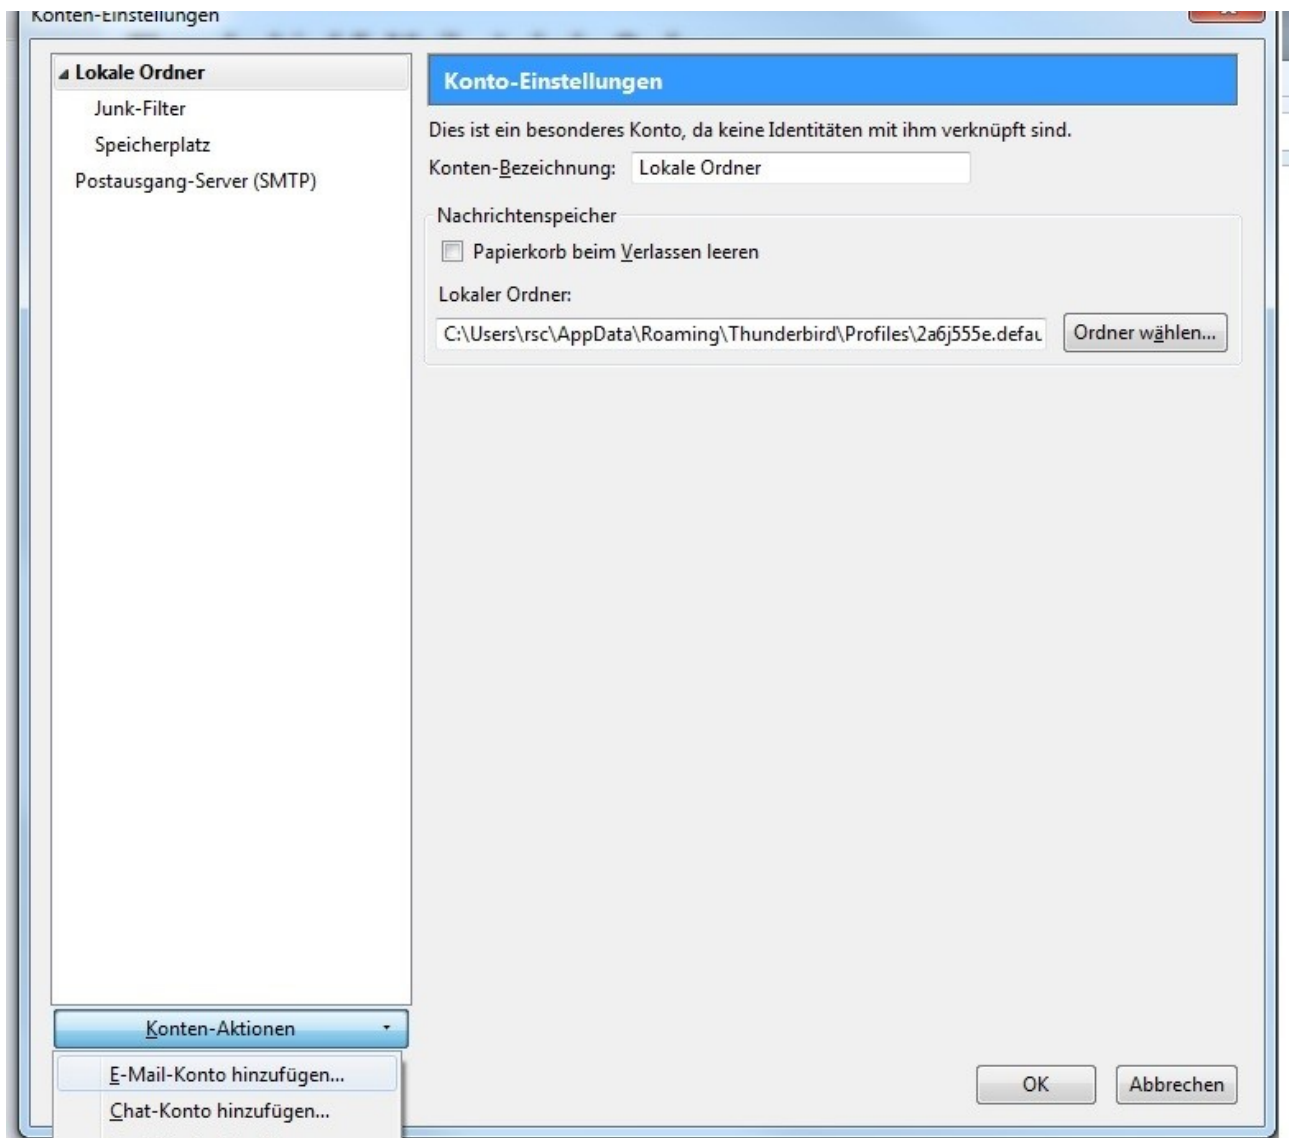 Konten-Einstellungen
Lokale Ordner
Junk-Filter
Speicherplatz
Postausgang-Server (SMTP)
Konto-Einstellungen
Dies ist ein besonderes Konto, da keine Identitäten mit ihm verknüpft sind.
Konten-Bezeichnung: Lokale Ordner
Nachrichtenspeicher
Papierkorb beim Verlassen leeren
Lokaler Ordner:
C:\Users\rsc\AppData\Roaming\Thunderbird\Profiles\2a6j555e.defau Ordner wählen...
Konten-Aktionen
E-Mail-Konto hinzufügen...
Chat-Konto hinzufügen...
OK Abbrechen